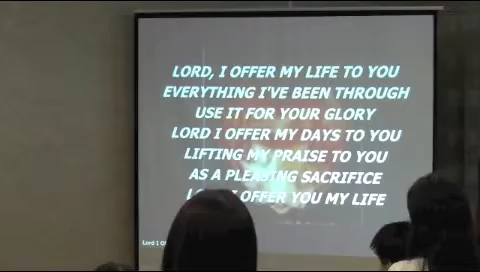 LORD, I OFFER MY LIFE TO YOU
EVERYTHING I'VE BEEN THROUGH
USE IT FOR YOUR GLORY
LORD I OFFER MY DAYS TO YOU
LIFTING MY PRAISE TO YOU
AS A PLEASING SACRIFICE
I OFFER YOU MY LIFE
Lord I